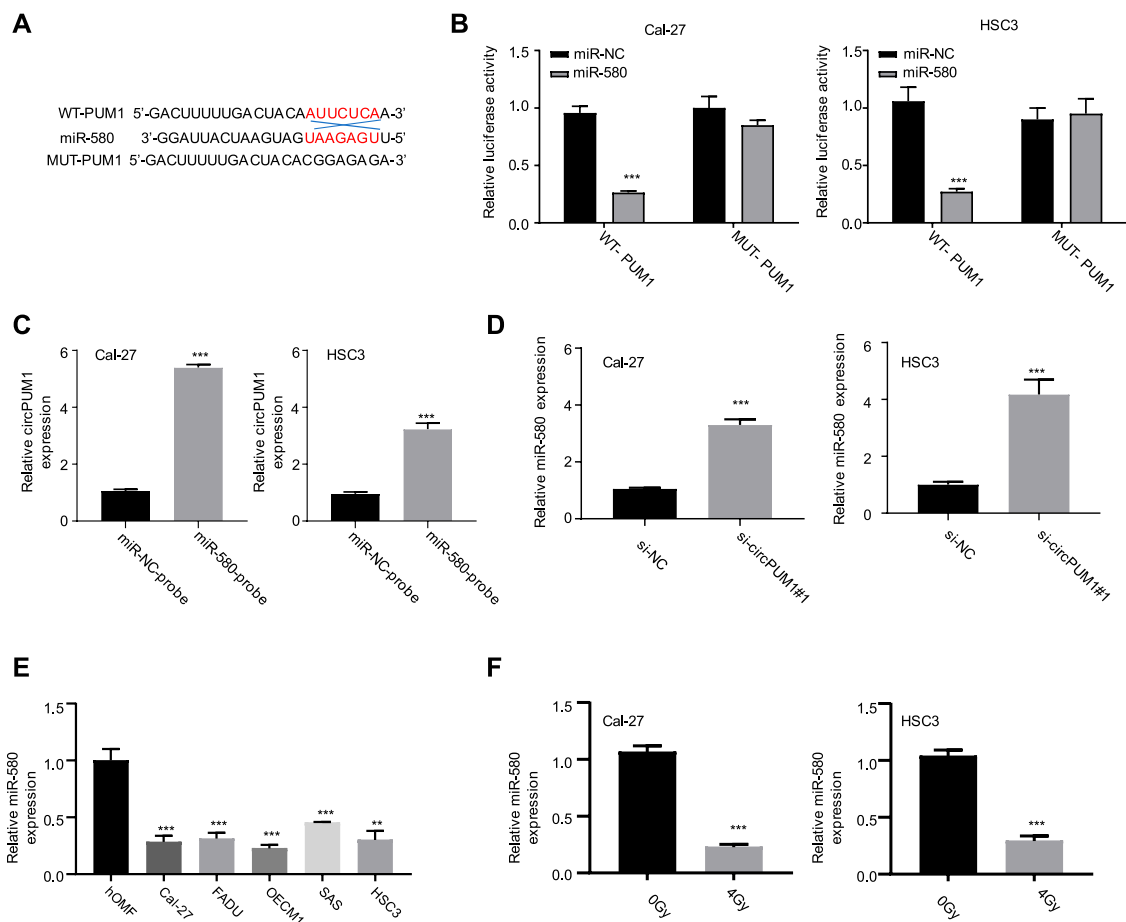 A
WT-PUM1 5'-GACUUUUUGACUACAAUUCUCAA-3'
miR-580 3'-GGAUUACUAAGUAGUAAGAGUU-5'
MUT-PUM1 5'-GACUUUUUGACUACACGGAGAGA-3'
B
Cal-27
miR-NC
miR-580
Relative luciferase activity
1.5
1.0
0.5
0.0
***
WT- PUM1
MUT- PUM1
HSC3
miR-NC
miR-580
Relative luciferase activity
1.5
1.0
0.5
0.0
***
WT- PUM1
MUT- PUM1
C
Cal-27
Relative circPUM1
expression
6
4
2
0
***
miR-NC-probe
miR-580-probe
HSC3
Relative circPUM1
expression
6
4
2
0
***
miR-NC-probe
miR-580-probe
D
Cal-27
Relative miR-580 expression
6
4
2
0
***
si-NC
si-circPUM1#1
HSC3
Relative miR-580 expression
6
4
2
0
***
si-NC
si-circPUM1#1
E
Relative miR-580
expression
1.5
1.0
0.5
0.0
***
***
***
***
**
hOMF
Cal-27
FADU
OECM1
SAS
HSC3
F
Cal-27
Relative miR-580
expression
1.5
1.0
0.5
0.0
***
0Gy
4Gy
HSC3
Relative miR-580
expression
1.5
1.0
0.5
0.0
***
0Gy
4Gy